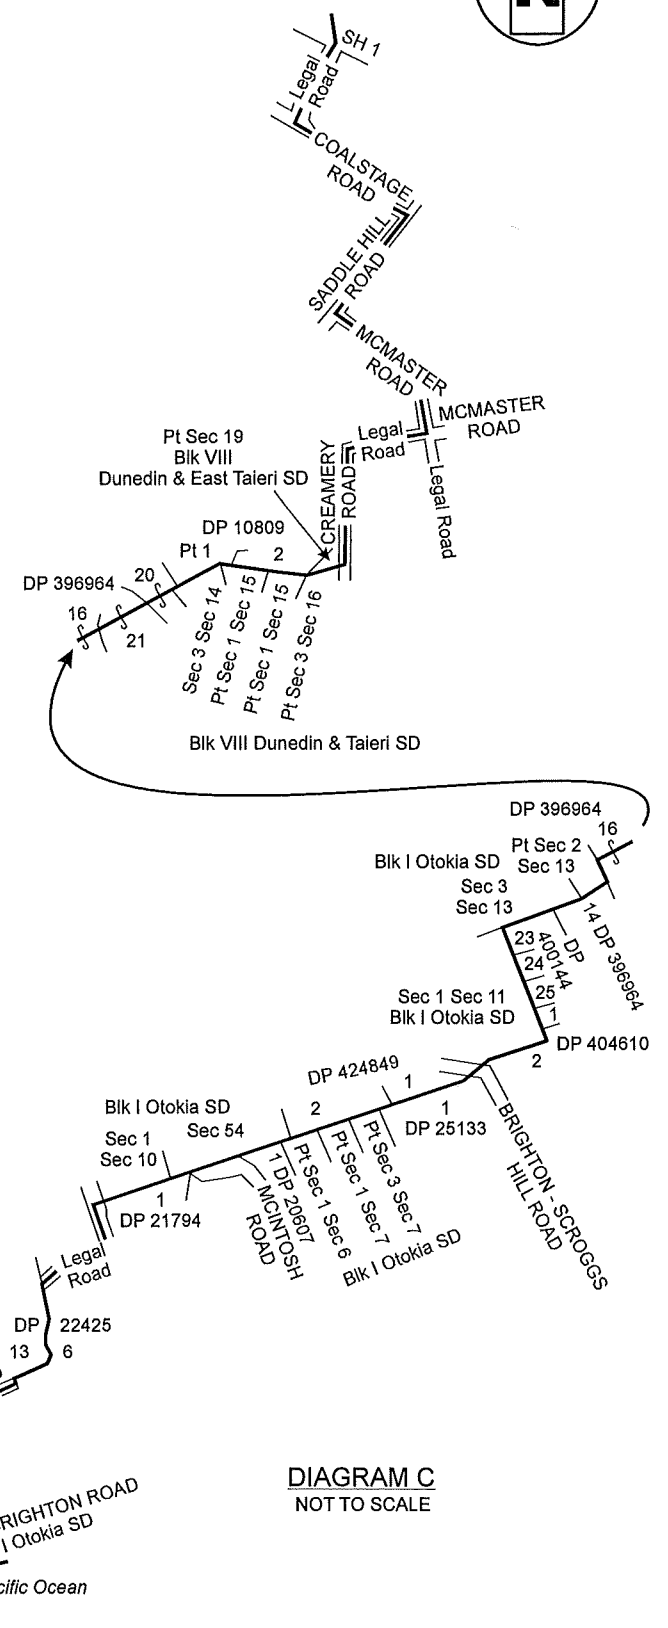 SH 1
Legal
Road
COALSTAGE
ROAD
SADDLE HILL
ROAD
MCMASTER
ROAD
MCMASTER
ROAD
Legal
Road
Legal Road
CREAMERY
ROAD
Pt Sec 19
Blk VIII
Dunedin & East Taieri SD
DP 10809
Pt 1
2
DP 396964
20
16
21
Sec 3 Sec 14
Pt Sec 1 Sec 15
Pt Sec 1 Sec 15
Pt Sec 3 Sec 16
Blk VIII Dunedin & Taieri SD
DP 396964
16
Pt Sec 2
Sec 13
Blk I Otokia SD
Sec 3
Sec 13
14 DP 396964
DP
400144
23
24
25
1
Sec 1 Sec 11
Blk I Otokia SD
DP 404610
2
DP 424849
1
1
DP 25133
BRIGHTON - SCROGGS
HILL ROAD
Blk I Otokia SD
Sec 54
2
Sec 1
Sec 10
1
DP 21794
MCINTOSH
ROAD
1 DP 20607
Pt Sec 1 Sec 6
Pt Sec 1 Sec 7
Pt Sec 3 Sec 7
Blk I Otokia SD
Legal
Road
DP 22425
13 6
DIAGRAM C
NOT TO SCALE
RIGHTON ROAD
I Otokia SD
cific Ocean